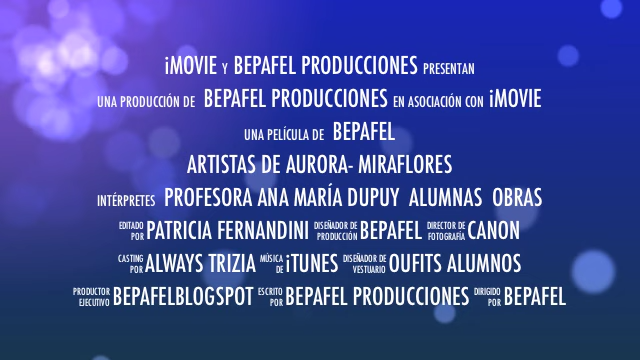 iMOVIE Y BEPAFEL PRODUCCIONES PRESENTAN
UNA PRODUCCIÓN DE BEPAFEL PRODUCCIONES EN ASOCIACIÓN CON iMOVIE
UNA PELÍCULA DE BEPAFEL
ARTISTAS DE AURORA- MIRAFLORES
INTÉRPRETES PROFESORA ANA MARÍA DUPUY ALUMNAS OBRAS
EDITADO POR PATRICIA FERNANDINI DISEÑADOR DE PRODUCCIÓN BEPAFEL DIRECTOR DE FOTOGRAFÍA CANON
CASTING POR ALWAYS TRIZIA MÚSICA DE iTUNES DISEÑADOR DE VESTUARIO OUFITS ALUMNOS
PRODUCTOR EJECUTIVO BEPAFELBLOGSPOT ESCRITO POR BEPAFEL PRODUCCIONES DIRIGIDO POR BEPAFEL